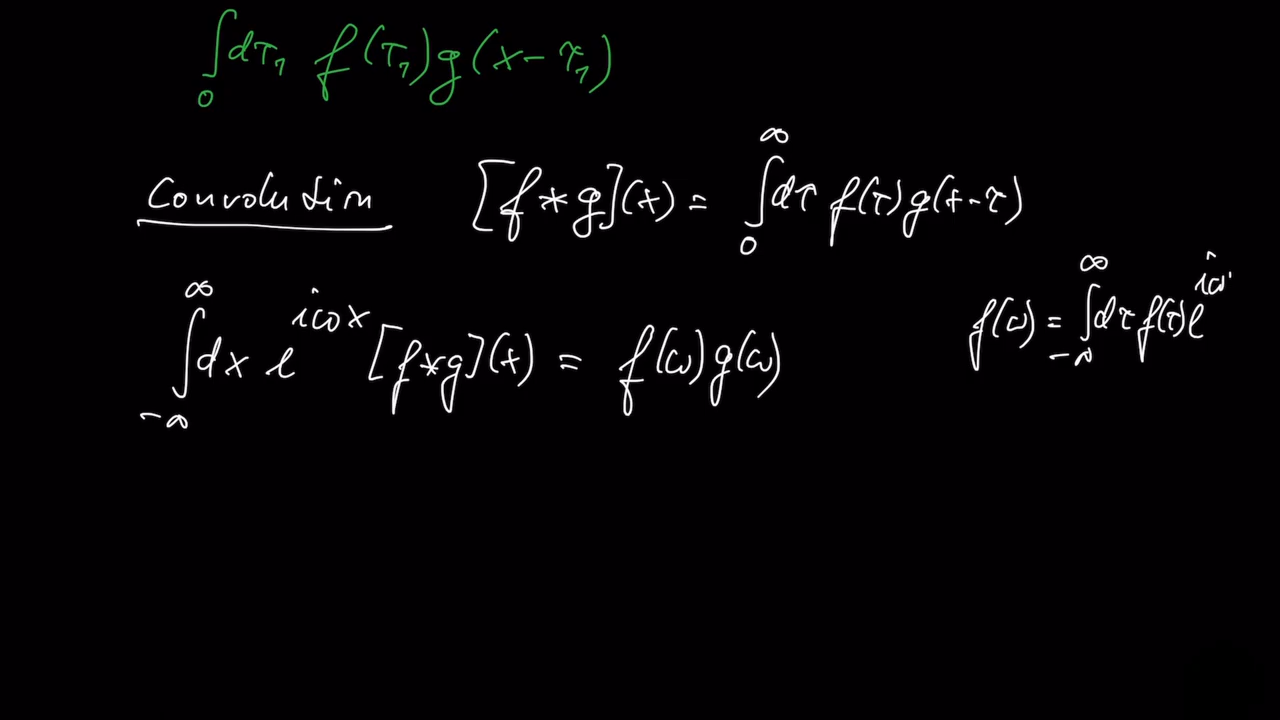 ∫₀ dτ₁ f(τ₁) g(x-τ₁)
Convolution [f*g](x) = ∫₀^∞ dτ f(τ) g(x-τ)
∫_{-∞}^{∞} dx e^{iωx} [f*g](x) = f(ω) g(ω)
f(ω) = ∫_{-∞}^{∞} dτ f(τ) e^{iω